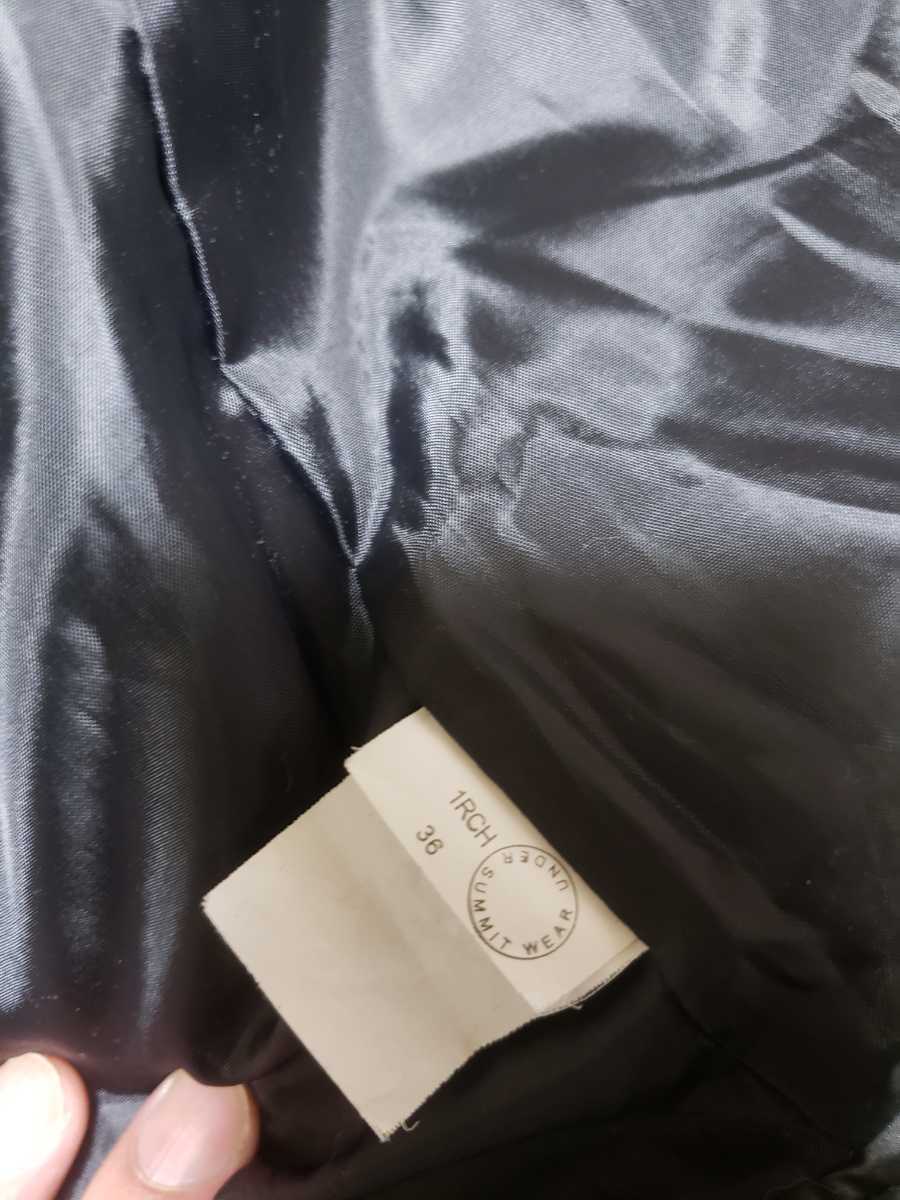 1RCH
36
UNDER SUMMIT WEAR